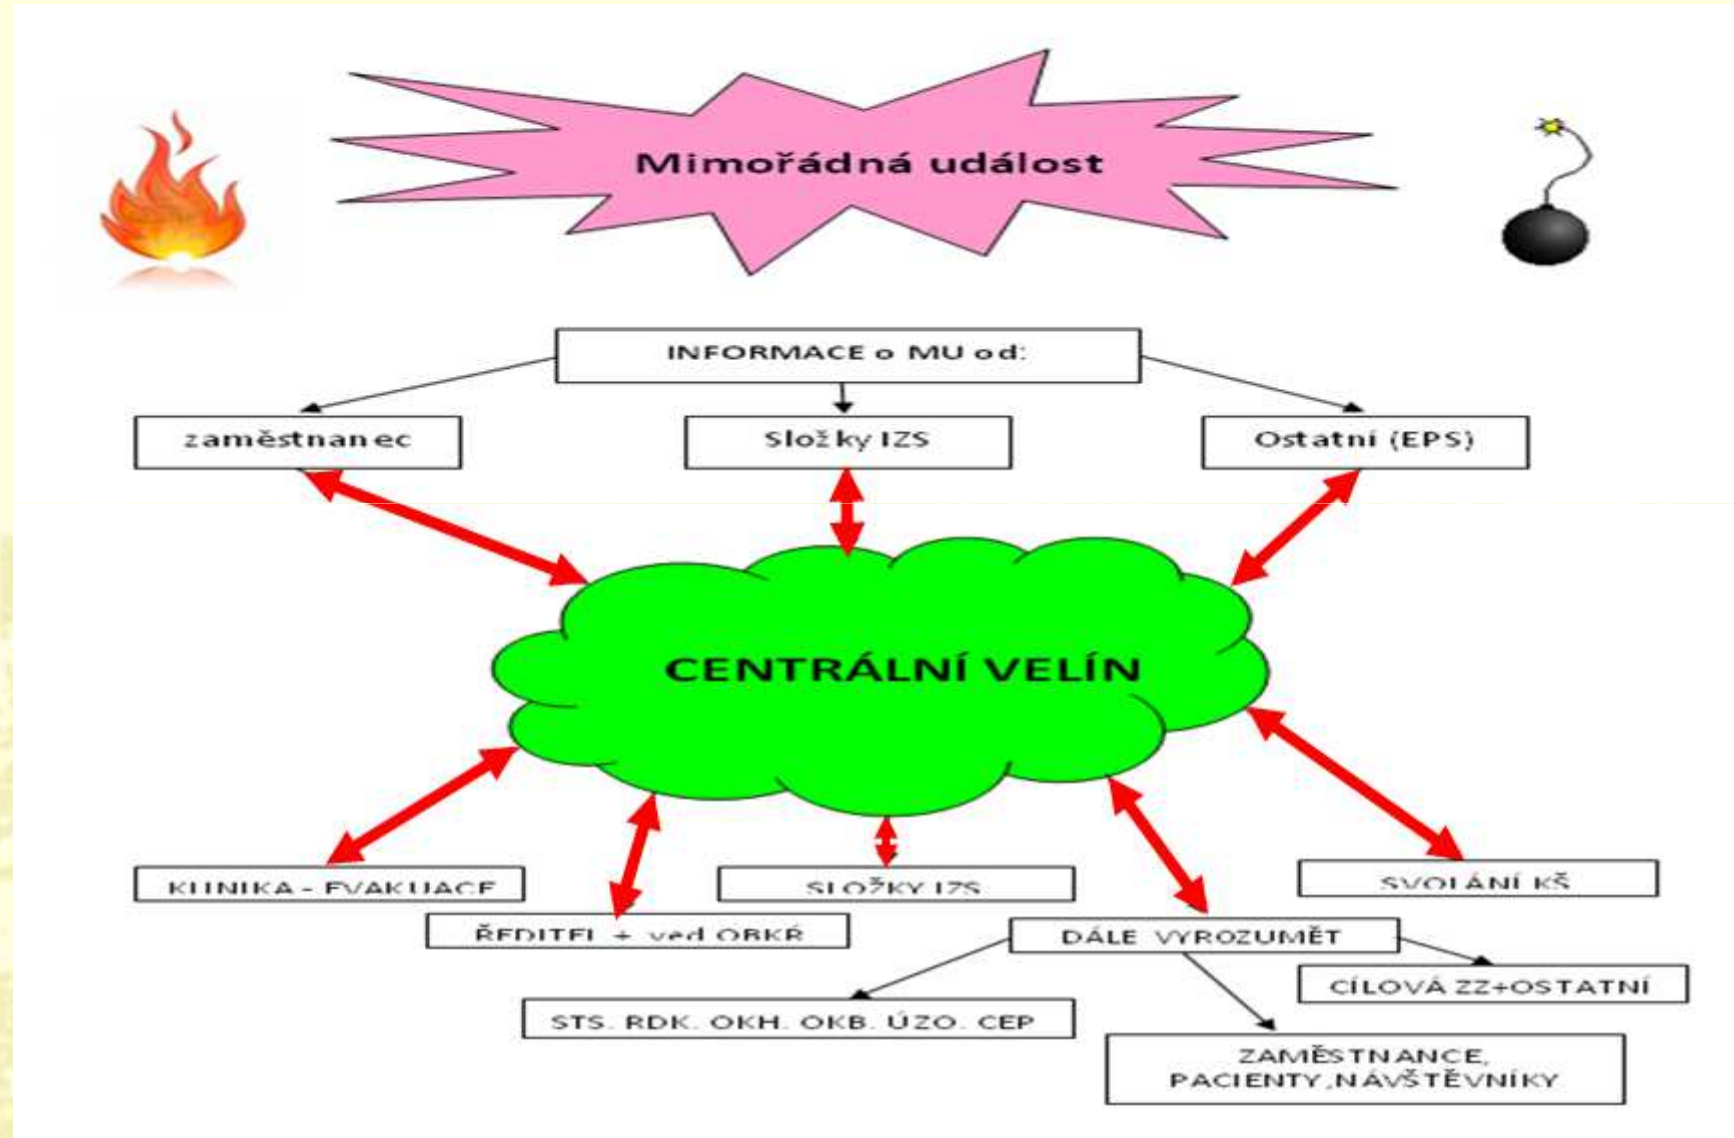 Mimořádná událost
INFORMACE o MU od:
zaměstnanec
Složky IZS
Ostatní (EPS)
CENTRÁLNÍ VELÍN
KLINIKA - EVAKUACE
SLOŽKY IZS
SVOLÁNÍ KŠ
ŘEDITEL + ved OBKŘ
DÁLE VYROZUMĚT
CÍLOVÁ ZZ+OSTATNÍ
STS. RDK. OKH. OKB. ÚZO. CEP
ZAMĚSTNANCE,
PACIENTY,NÁVŠTĚVNÍKY